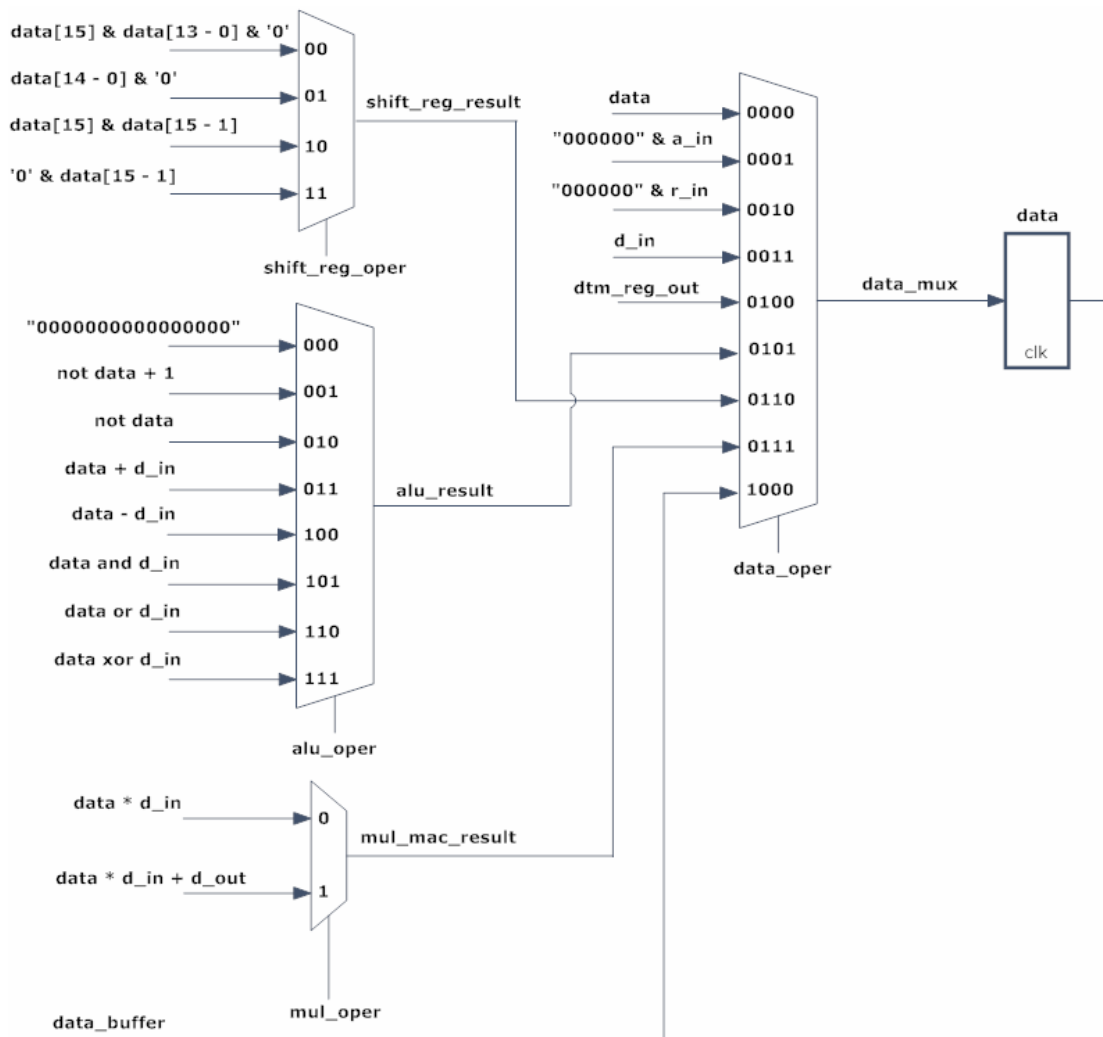 data[15] & data[13 - 0] & '0'
00
data[14 - 0] & '0'
01
data[15] & data[15 - 1]
10
'0' & data[15 - 1]
11
shift_reg_result
shift_reg_oper
"0000000000000000"
000
not data + 1
001
not data
010
data + d_in
011
data - d_in
100
data and d_in
101
data or d_in
110
data xor d_in
111
alu_result
alu_oper
data * d_in
0
data * d_in + d_out
1
mul_mac_result
mul_oper
data_buffer
data
0000
"000000" & a_in
0001
"000000" & r_in
0010
d_in
0011
dtm_reg_out
0100
0101
0110
0111
1000
data_oper
data_mux
data
clk